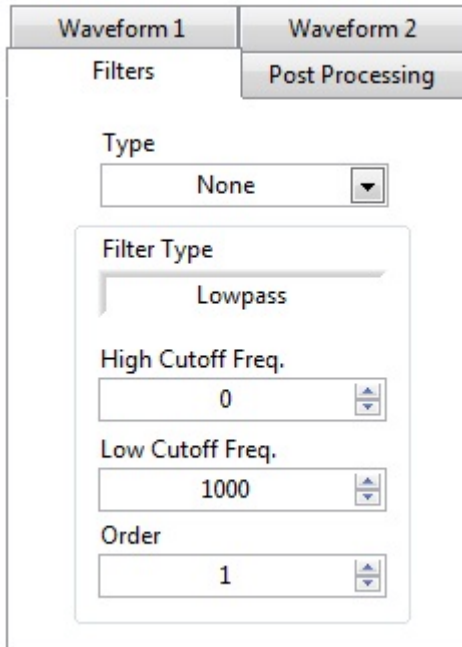 Waveform 1
Waveform 2
Filters
Post Processing
Type
None
Filter Type
Lowpass
High Cutoff Freq.
0
Low Cutoff Freq.
1000
Order
1